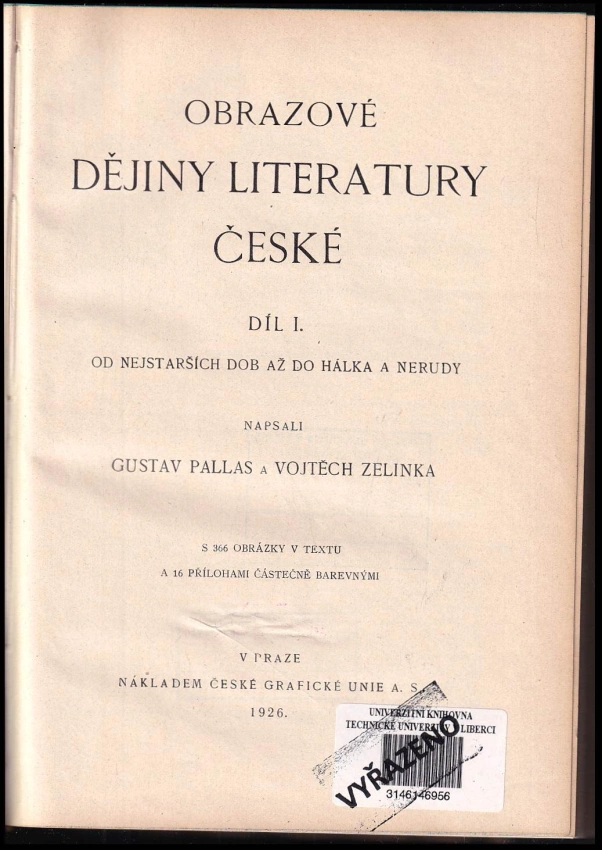 OBRAZOVÉ
DĚJINY LITERATURY
ČESKÉ
DÍL I.
OD NEJSTARŠÍCH DOB AŽ DO HÁLKA A NERUDY
NAPSALI
GUSTAV PALLAS A VOJTĚCH ZELINKA
S 366 OBRÁZKY V TEXTU
A 16 PŘÍLOHAMI ČÁSTEČNĚ BAREVNÝMI
V PRAZE
NÁKLADEM ČESKÉ GRAFICKÉ UNIE A. S.
1926.
UNIVERZITNÍ KNIHOVNA
TECHNICKÉ UNIVERZITY V LIBERCI
VYŘAZENO
3146146956